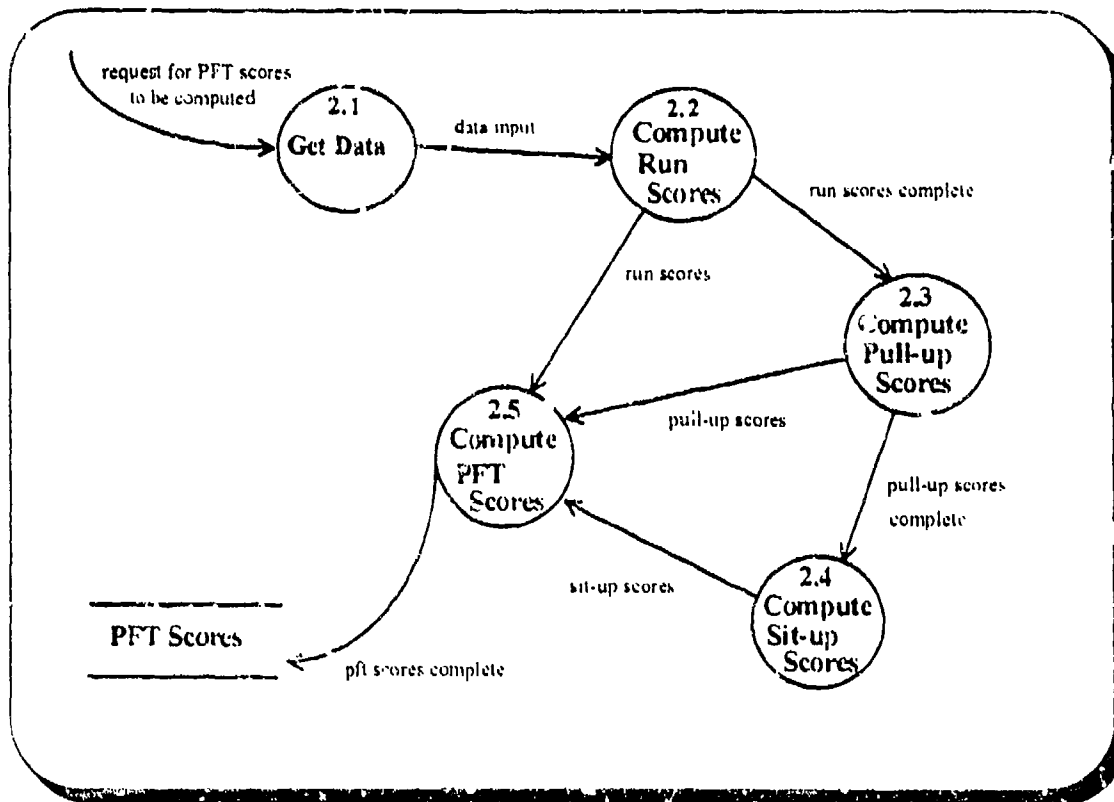 request for PFT scores
to be computed
2.1
Get Data
data input
2.2
Compute
Run
Scores
run scores complete
run scores
2.3
Compute
Pull-up
Scores
pull-up scores
2.5
Compute
PFT
Scores
pull-up scores
complete
sit-up scores
2.4
Compute
Sit-up
Scores
PFT Scores
pft scores complete